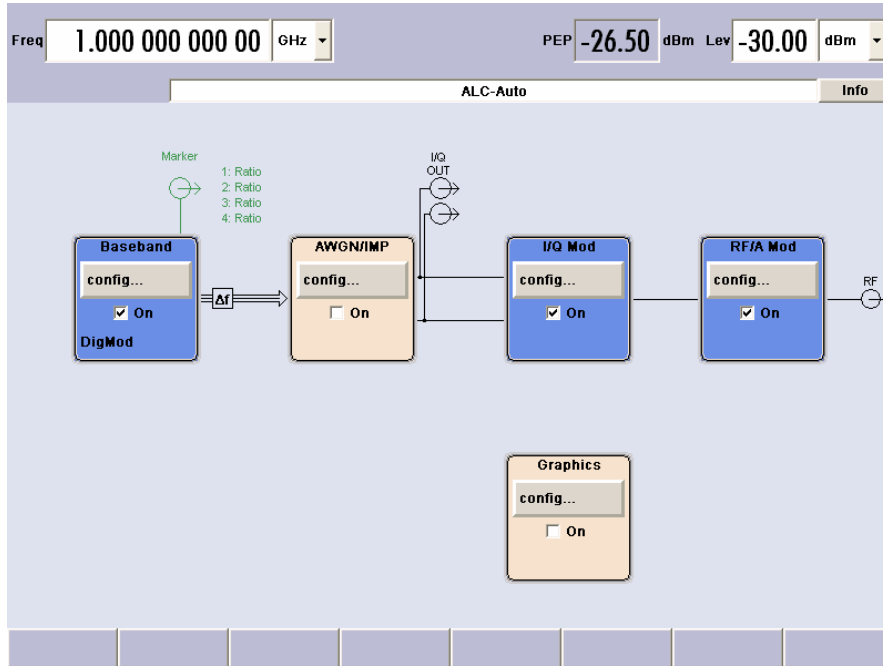 Freq 1.000 000 000 00 GHz PEP -26.50 dBm Lev -30.00 dBm
ALC-Auto Info
Marker
1: Ratio
2: Ratio
3: Ratio
4: Ratio
I/Q
OUT
Baseband
config...
On
DigMod
Δf
AWGN/IMP
config...
On
I/Q Mod
config...
On
RF/A Mod
config...
On
RF
Graphics
config...
On